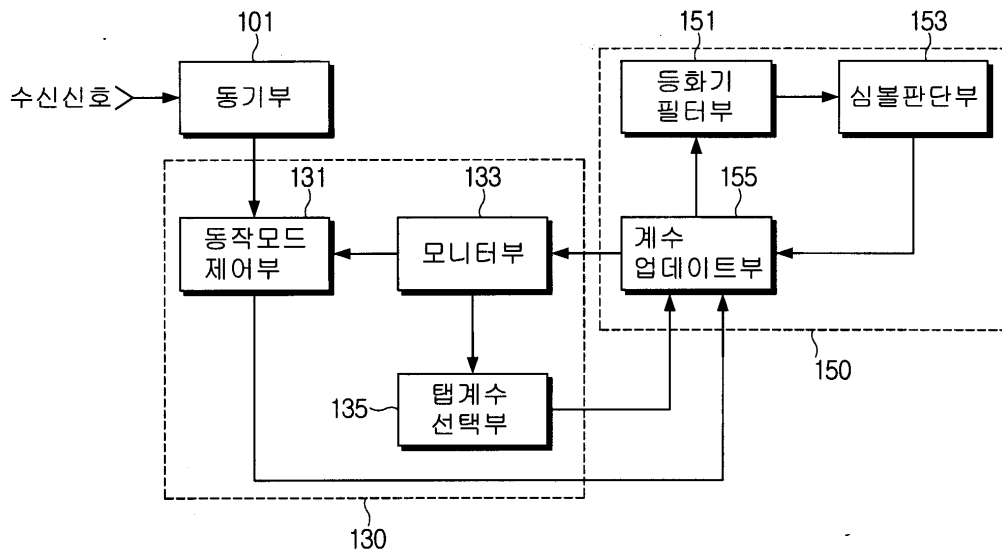 101
수신신호
동기부
151
등화기
필터부
153
심볼판단부
131
동작모드
제어부
133
모니터부
155
계수
업데이트부
150
135
탭계수
선택부
130